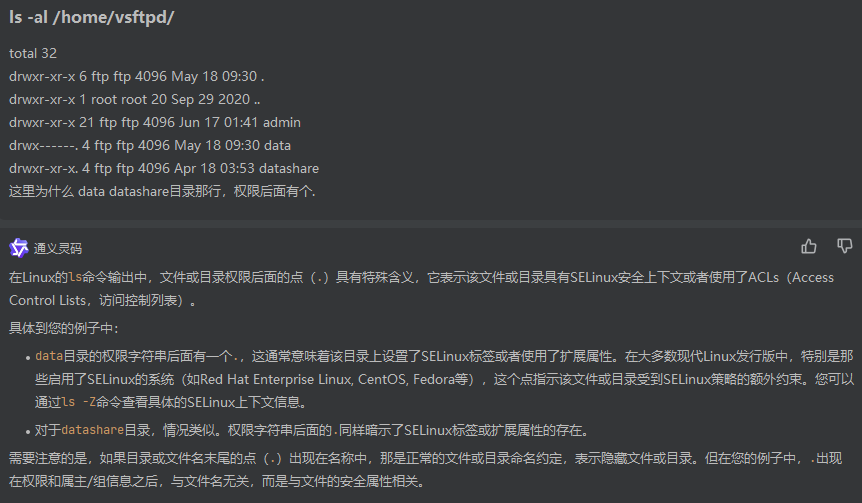 ls -al /home/vsftpd/
total 32
drwxr-xr-x 6 ftp ftp 4096 May 18 09:30 .
drwxr-xr-x 1 root root 20 Sep 29 2020 ..
drwxr-xr-x 21 ftp ftp 4096 Jun 17 01:41 admin
drwx------. 4 ftp ftp 4096 May 18 09:30 data
drwxr-xr-x. 4 ftp ftp 4096 Apr 18 03:53 datashare
这里为什么 data datashare目录那行，权限后面有个.
通义灵码
在Linux的ls命令输出中，文件或目录权限后面的点（.）具有特殊含义，它表示该文件或目录具有SELinux安全上下文或者使用了ACLs（Access
Control Lists，访问控制列表）。
具体到您的例子中：
• data目录的权限字符串后面有一个.，这通常意味着该目录上设置了SELinux标签或者使用了扩展属性。在大多数现代Linux发行版中，特别是那
些启用了SELinux的系统（如Red Hat Enterprise Linux, CentOS, Fedora等），这个点指示该文件或目录受到SELinux策略的额外约束。您可以
通过ls -Z命令查看具体的SELinux上下文信息。
• 对于datashare目录，情况类似。权限字符串后面的.同样暗示了SELinux标签或扩展属性的存在。
需要注意的是，如果目录或文件名末尾的点（.）出现在名称中，那是正常的文件或目录命名约定，表示隐藏文件或目录。但在您的例子中，.出现
在权限和属主/组信息之后，与文件名无关，而是与文件的安全属性相关。